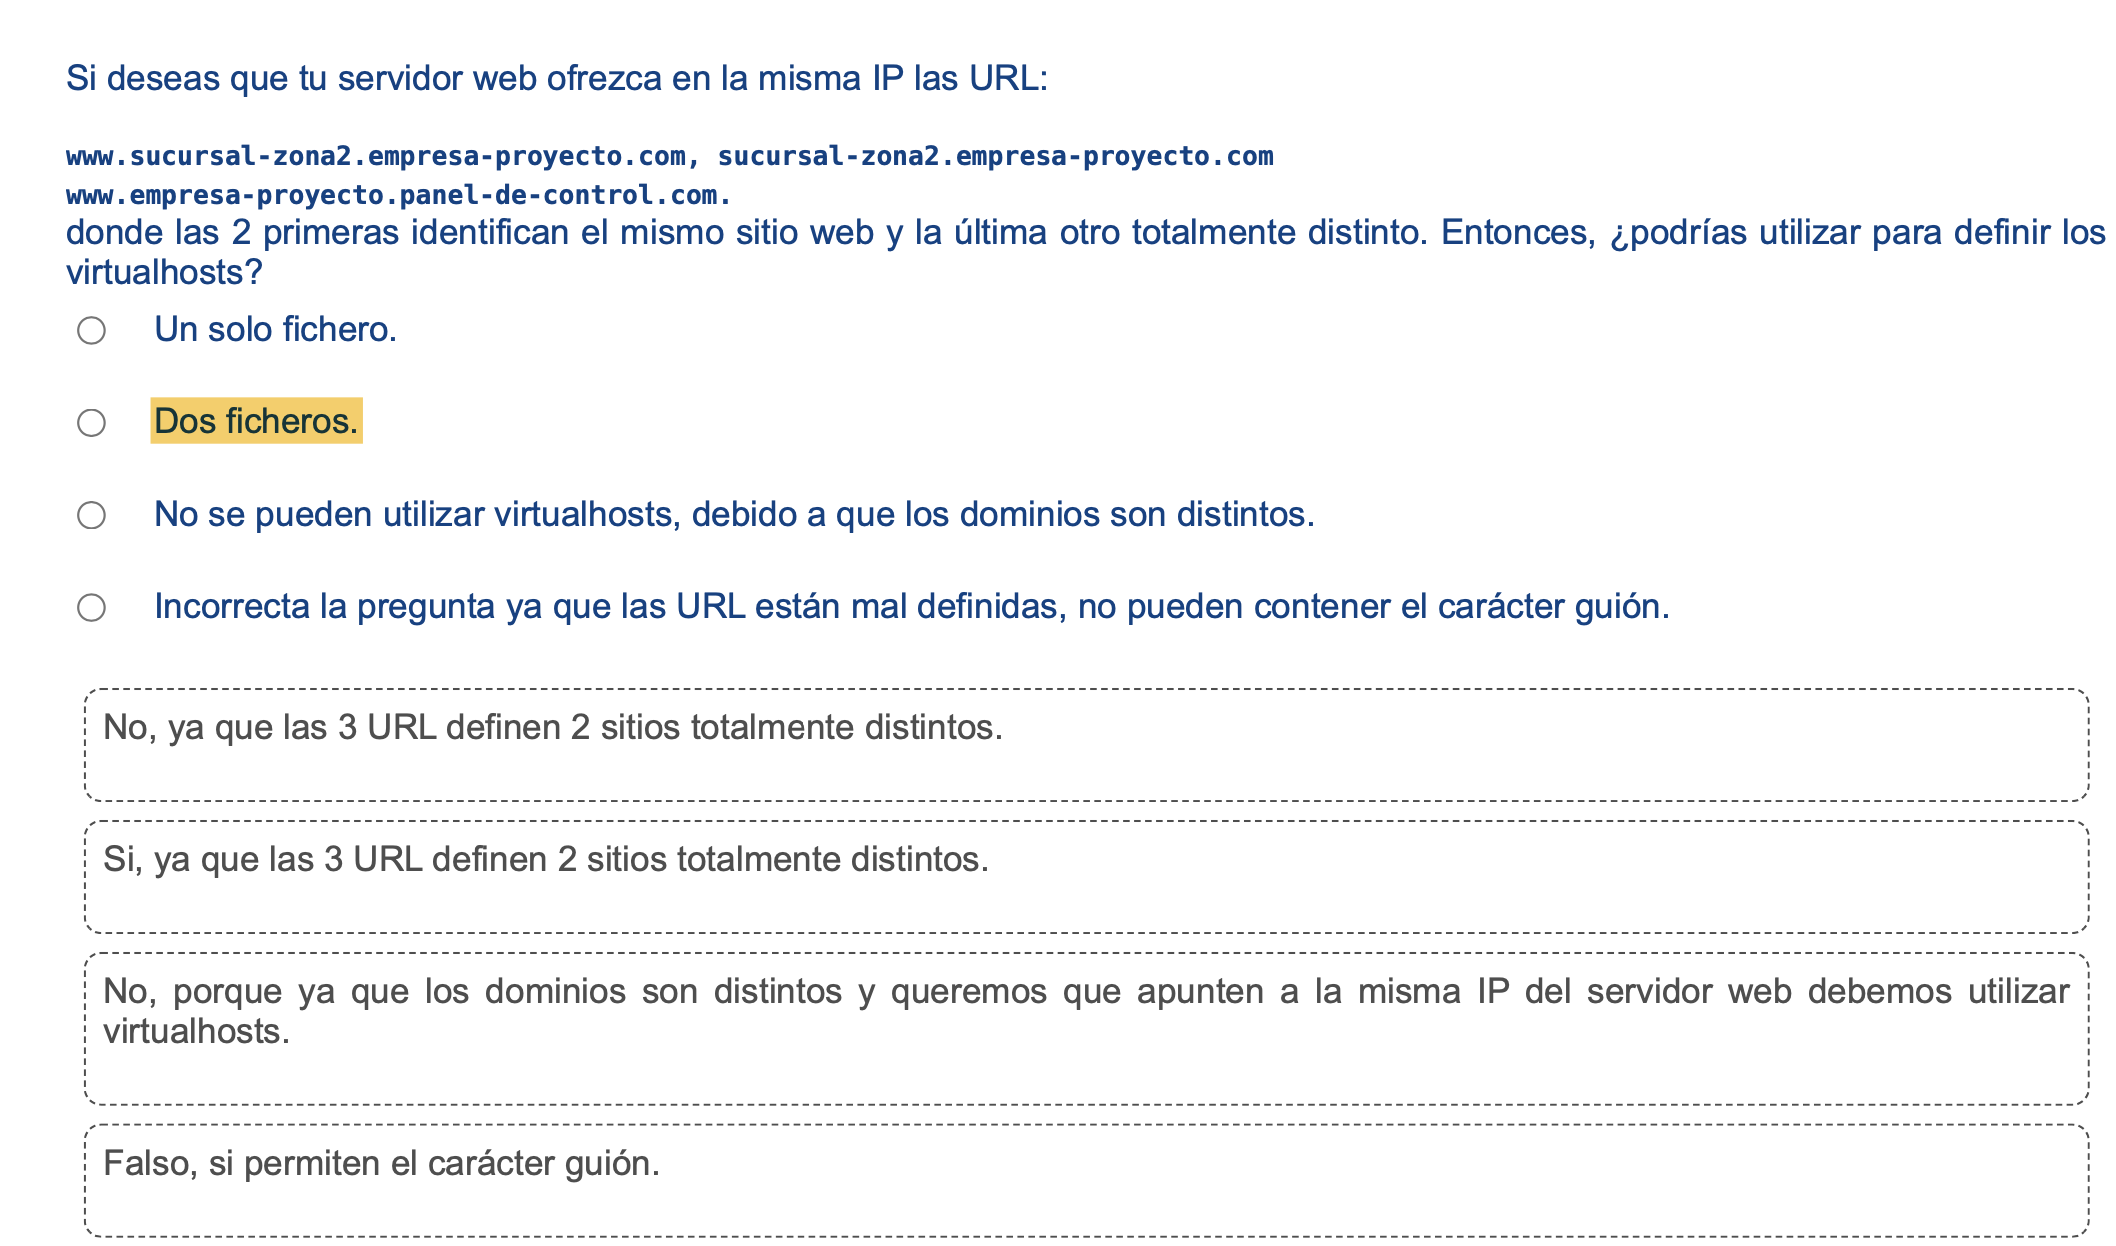 Si deseas que tu servidor web ofrezca en la misma IP las URL:
www.sucursal-zona2.empresa-proyecto.com, sucursal-zona2.empresa-proyecto.com
www.empresa-proyecto.panel-de-control.com.
donde las 2 primeras identifican el mismo sitio web y la última otro totalmente distinto. Entonces, ¿podrías utilizar para definir los
virtualhosts?
Un solo fichero.
Dos ficheros.
No se pueden utilizar virtualhosts, debido a que los dominios son distintos.
Incorrecta la pregunta ya que las URL están mal definidas, no pueden contener el carácter guión.
No, ya que las 3 URL definen 2 sitios totalmente distintos.
Si, ya que las 3 URL definen 2 sitios totalmente distintos.
No, porque ya que los dominios son distintos y queremos que apunten a la misma IP del servidor web debemos utilizar
virtualhosts.
Falso, si permiten el carácter guión.